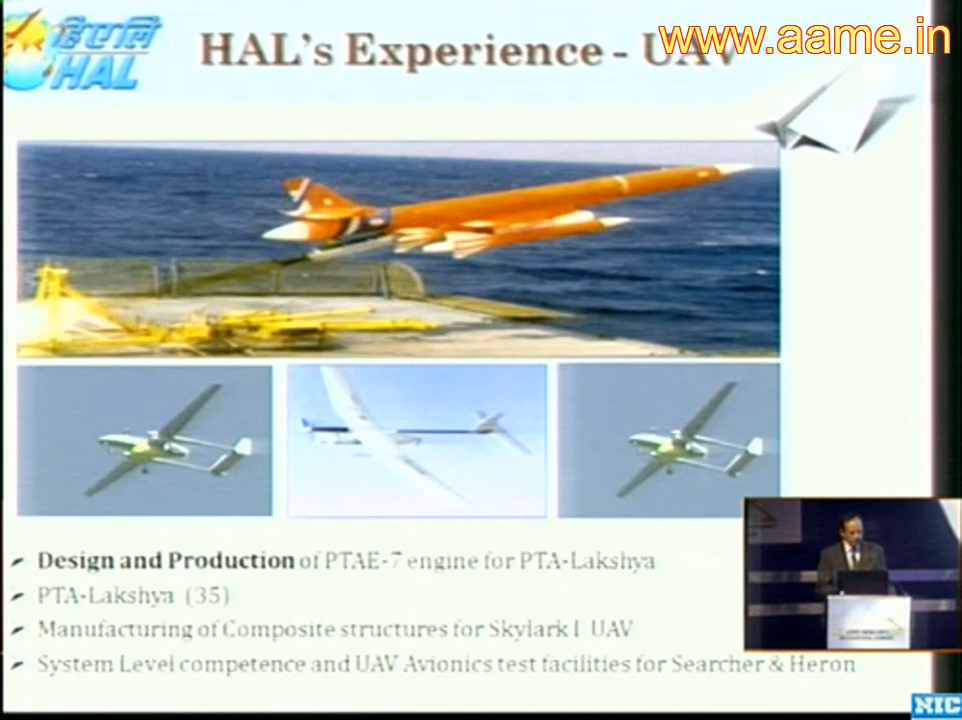 हिएलि
HAL
HAL's Experience - UAV
www.aame.in
Design and Production of PTAE-7 engine for PTA-Lakshya
PTA-Lakshya (35)
Manufacturing of Composite structures for Skylark I UAV
System Level competence and UAV Avionics test facilities for Searcher & Heron
NIC